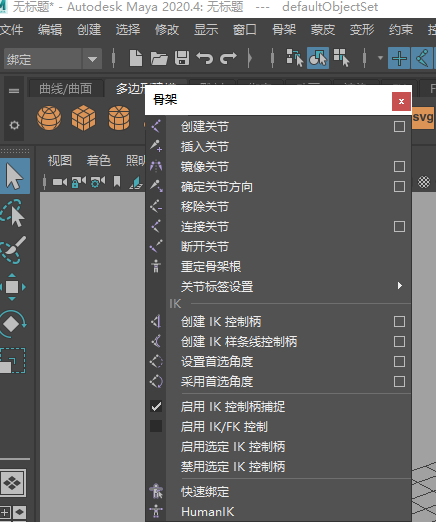 无标题* - Autodesk Maya 2020.4: 无标题 --- defaultObjectSet
文件 编辑 创建 选择 修改 显示 窗口 骨架 蒙皮 变形 约束
绑定
曲线/曲面
svg
骨架
创建关节
插入关节
镜像关节
确定关节方向
移除关节
连接关节
断开关节
重定骨架根
关节标签设置
IK
创建 IK 控制柄
创建 IK 样条线控制柄
设置首选角度
采用首选角度
启用 IK 控制柄捕捉
启用 IK/FK 控制
启用选定 IK 控制柄
禁用选定 IK 控制柄
快速绑定
HumanIK
视图 着色 照明